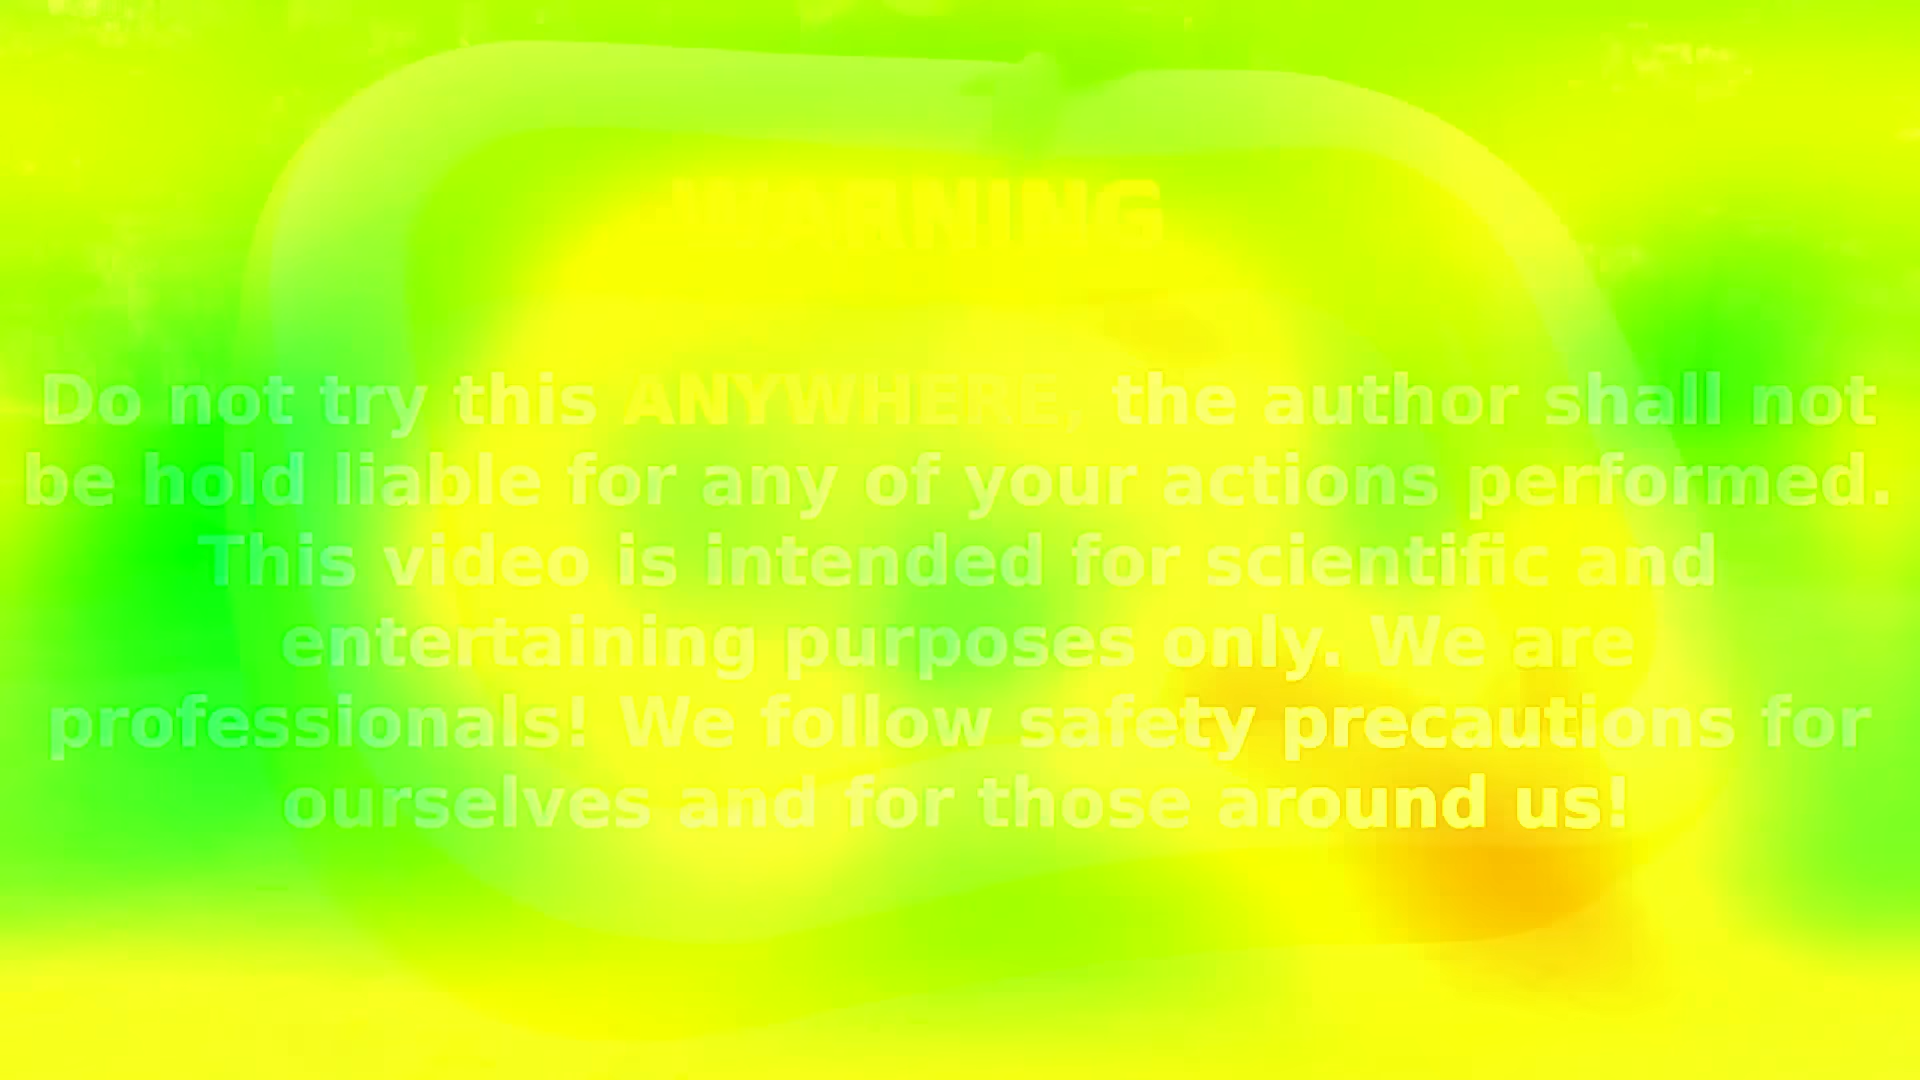 WARNING
Do not try this ANYWHERE, the author shall not
be hold liable for any of your actions performed.
This video is intended for scientific and
entertaining purposes only. We are
professionals! We follow safety precautions for
ourselves and for those around us!